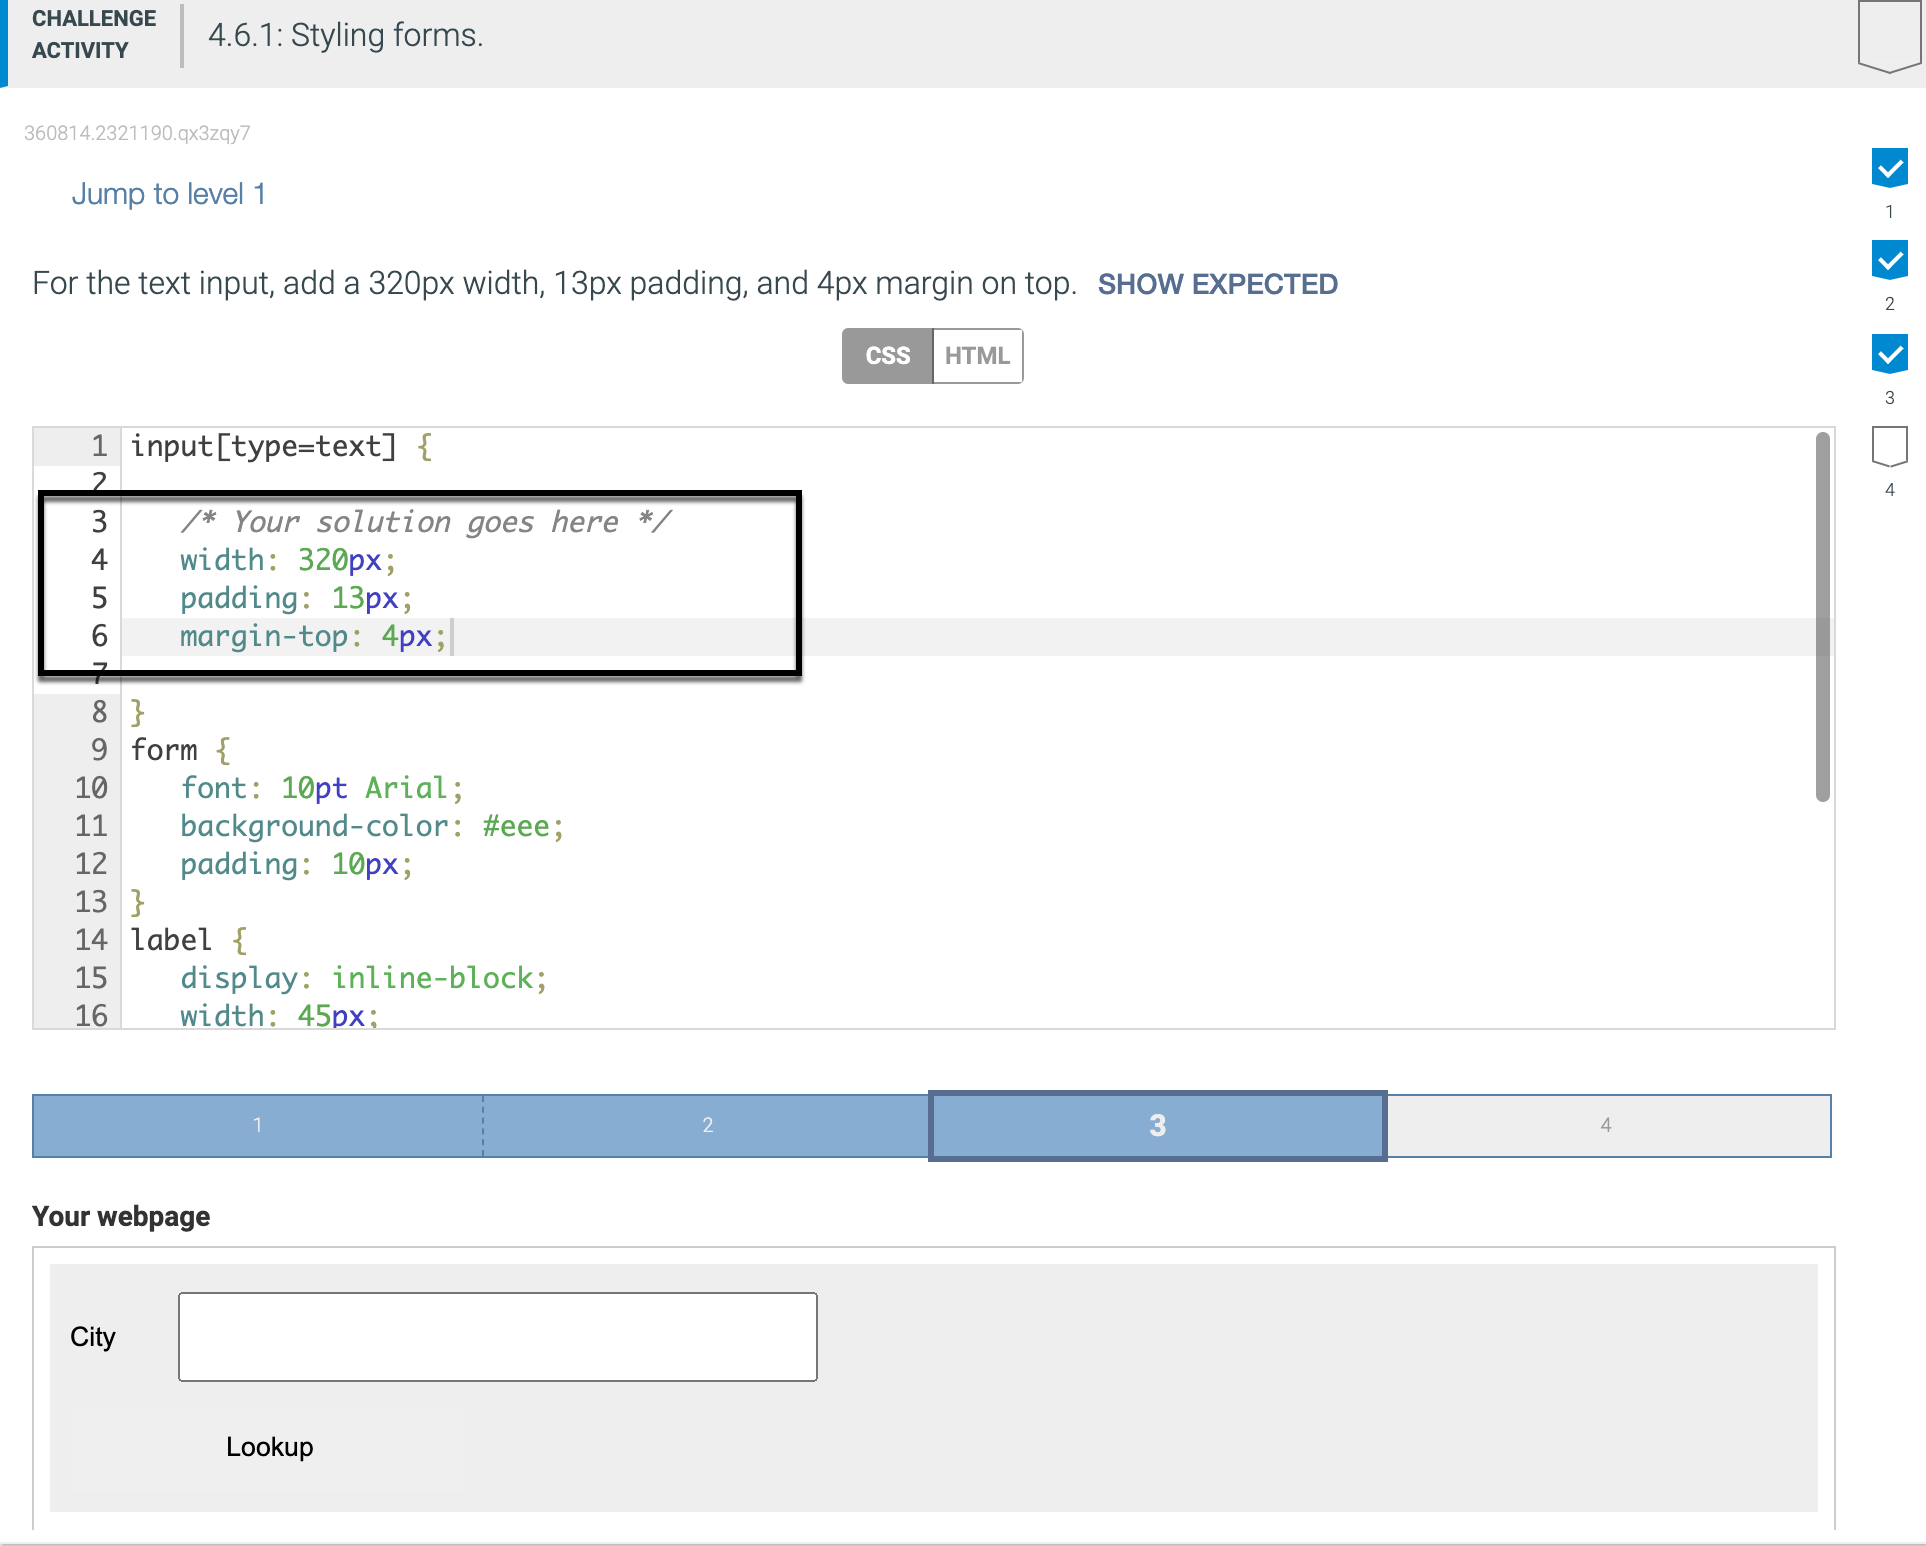 CHALLENGE
ACTIVITY
4.6.1: Styling forms.
360814.2321190.qx3zqy7
Jump to level 1
1
2
3
4
For the text input, add a 320px width, 13px padding, and 4px margin on top. SHOW EXPECTED
CSS HTML
1 input[type=text] {
2
3 /* Your solution goes here */
4 width: 320px;
5 padding: 13px;
6 margin-top: 4px;
7
8 }
9 form {
10 font: 10pt Arial;
11 background-color: #eee;
12 padding: 10px;
13 }
14 label {
15 display: inline-block;
16 width: 45px;
1 2 3 4
Your webpage
City
Lookup